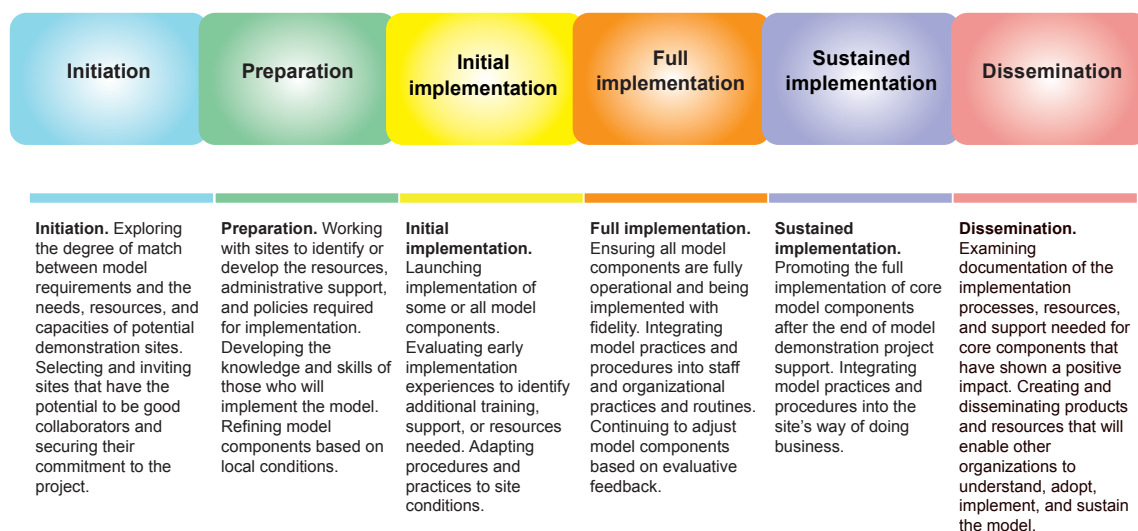 Initiation
Preparation
Initial
implementation
Full
implementation
Sustained
implementation
Dissemination
Initiation. Exploring
the degree of match
between model
requirements and the
needs, resources, and
capacities of potential
demonstration sites.
Selecting and inviting
sites that have the
potential to be good
collaborators and
securing their
commitment to the
project.
Preparation. Working
with sites to identify or
develop the resources,
administrative support,
and policies required
for implementation.
Developing the
knowledge and skills of
those who will
implement the model.
Refining model
components based on
local conditions.
Initial
implementation.
Launching
implementation of
some or all model
components.
Evaluating early
implementation
experiences to identify
additional training,
support, or resources
needed. Adapting
procedures and
practices to site
conditions.
Full implementation.
Ensuring all model
components are fully
operational and being
implemented with
fidelity. Integrating
model practices and
procedures into staff
and organizational
practices and routines.
Continuing to adjust
model components
based on evaluative
feedback.
Sustained
implementation.
Promoting the full
implementation of core
model components
after the end of model
demonstration project
support. Integrating
model practices and
procedures into the
site's way of doing
business.
Dissemination.
Examining
documentation of the
implementation
processes, resources,
and support needed for
core components that
have shown a positive
impact. Creating and
disseminating products
and resources that will
enable other
organizations to
understand, adopt,
implement, and sustain
the model.